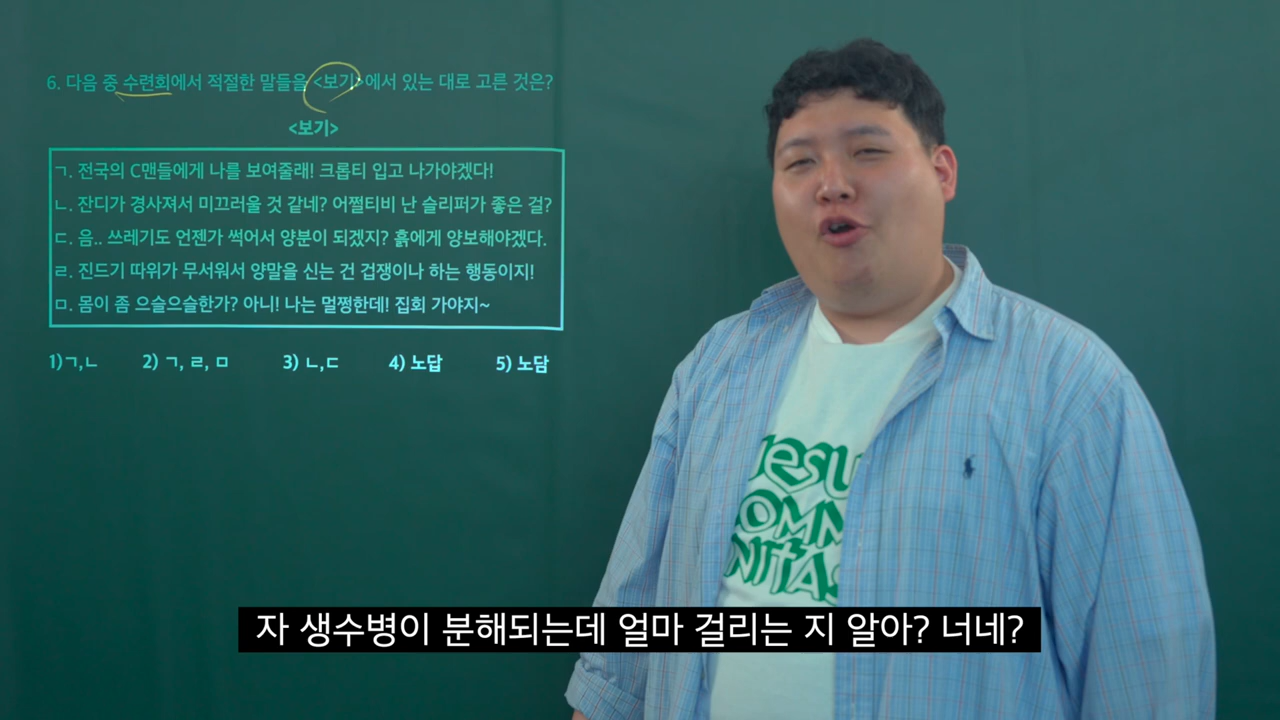 6. 다음 중 수련회에서 적절한 말들을 <보기>에서 있는 대로 고른 것은?
<보기>
ㄱ. 전국의 C맨들에게 나를 보여줄래! 크롭티 입고 나가야겠다!
ㄴ. 잔디가 경사져서 미끄러울 것 같네? 어쩔티비 난 슬리퍼가 좋은 걸?
ㄷ. 음.. 쓰레기도 언젠가 썩어서 양분이 되겠지? 흙에게 양보해야겠다.
ㄹ. 진드기 따위가 무서워서 양말을 신는 건 겁쟁이나 하는 행동이지!
ㅁ. 몸이 좀 으슬으슬한가? 아니! 나는 멀쩡한데! 집회 가야지~
1)ㄱ,ㄴ 2) ㄱ, ㄹ, ㅁ 3) ㄴ,ㄷ 4) 노답 5) 노담
JESU
OMM
NITAS
자 생수병이 분해되는데 얼마 걸리는 지 알아? 너네?